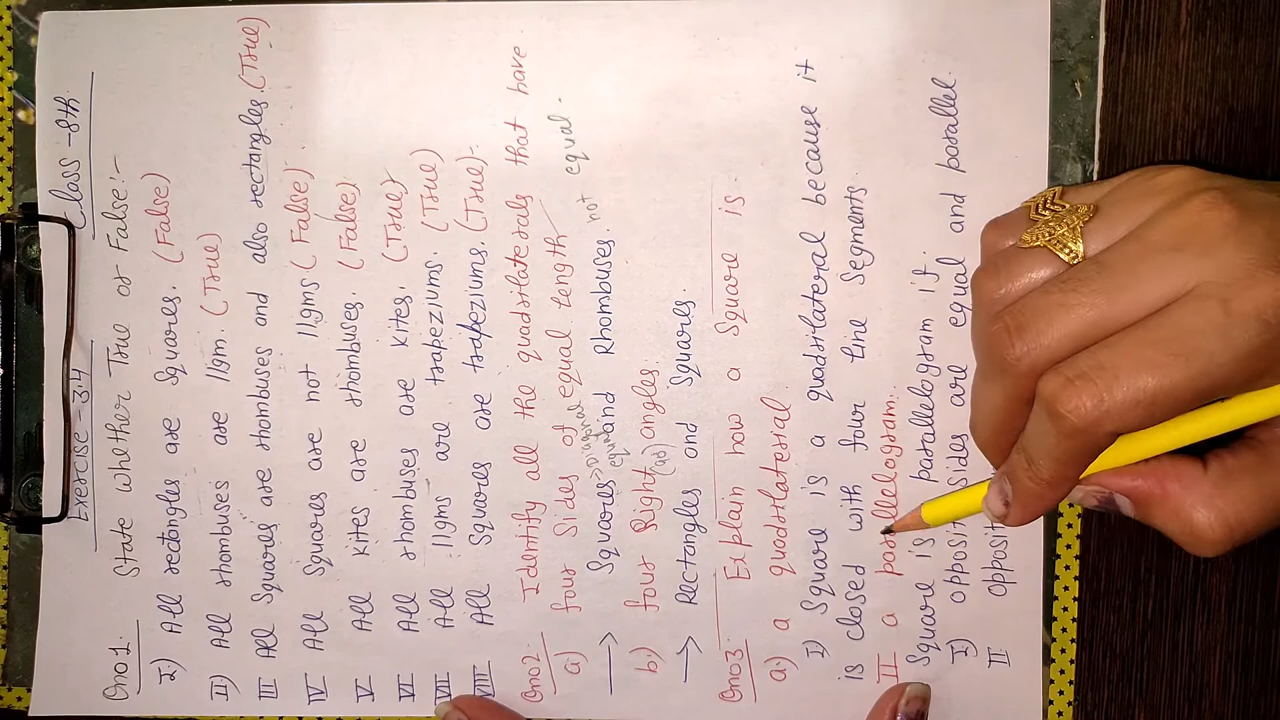 Exercise - 3.4 Class - 8th
Qno1. State whether True or False:-
I) All rectangles are squares. (False)
II) All rhombuses are llgm. (True)
III All squares are rhombuses and also rectangles. (True)
IV All squares are not llgms (False)
V All kites are rhombuses. (False)
VI All rhombuses are kites. (True)
VII All llgms are trapeziums. (True)
VIII All squares are trapeziums. (True).
Qno2. Identify all the quadrilaterals that have
a) four sides of equal length
→ Squares and Rhombuses. not equal.
b.) four Right angles
→ Rectangles and Squares.
Qno3. Explain how a square is.
a.) a quadrilateral
I) Square is a quadrilateral because it
is closed with four line segments.
II a parallelogram.
Square is parallelogram if.
I) opposite sides are equal and parallel
II opposit